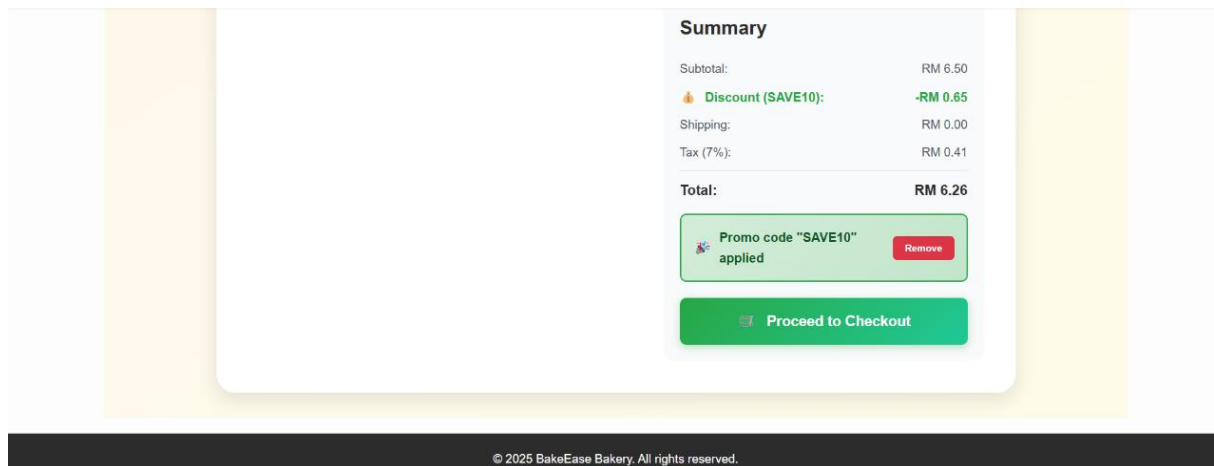 Summary
Subtotal: RM 6.50
Discount (SAVE10): -RM 0.65
Shipping: RM 0.00
Tax (7%): RM 0.41
Total: RM 6.26
Promo code "SAVE10"
applied
Remove
Proceed to Checkout
© 2025 BakeEase Bakery. All rights reserved.